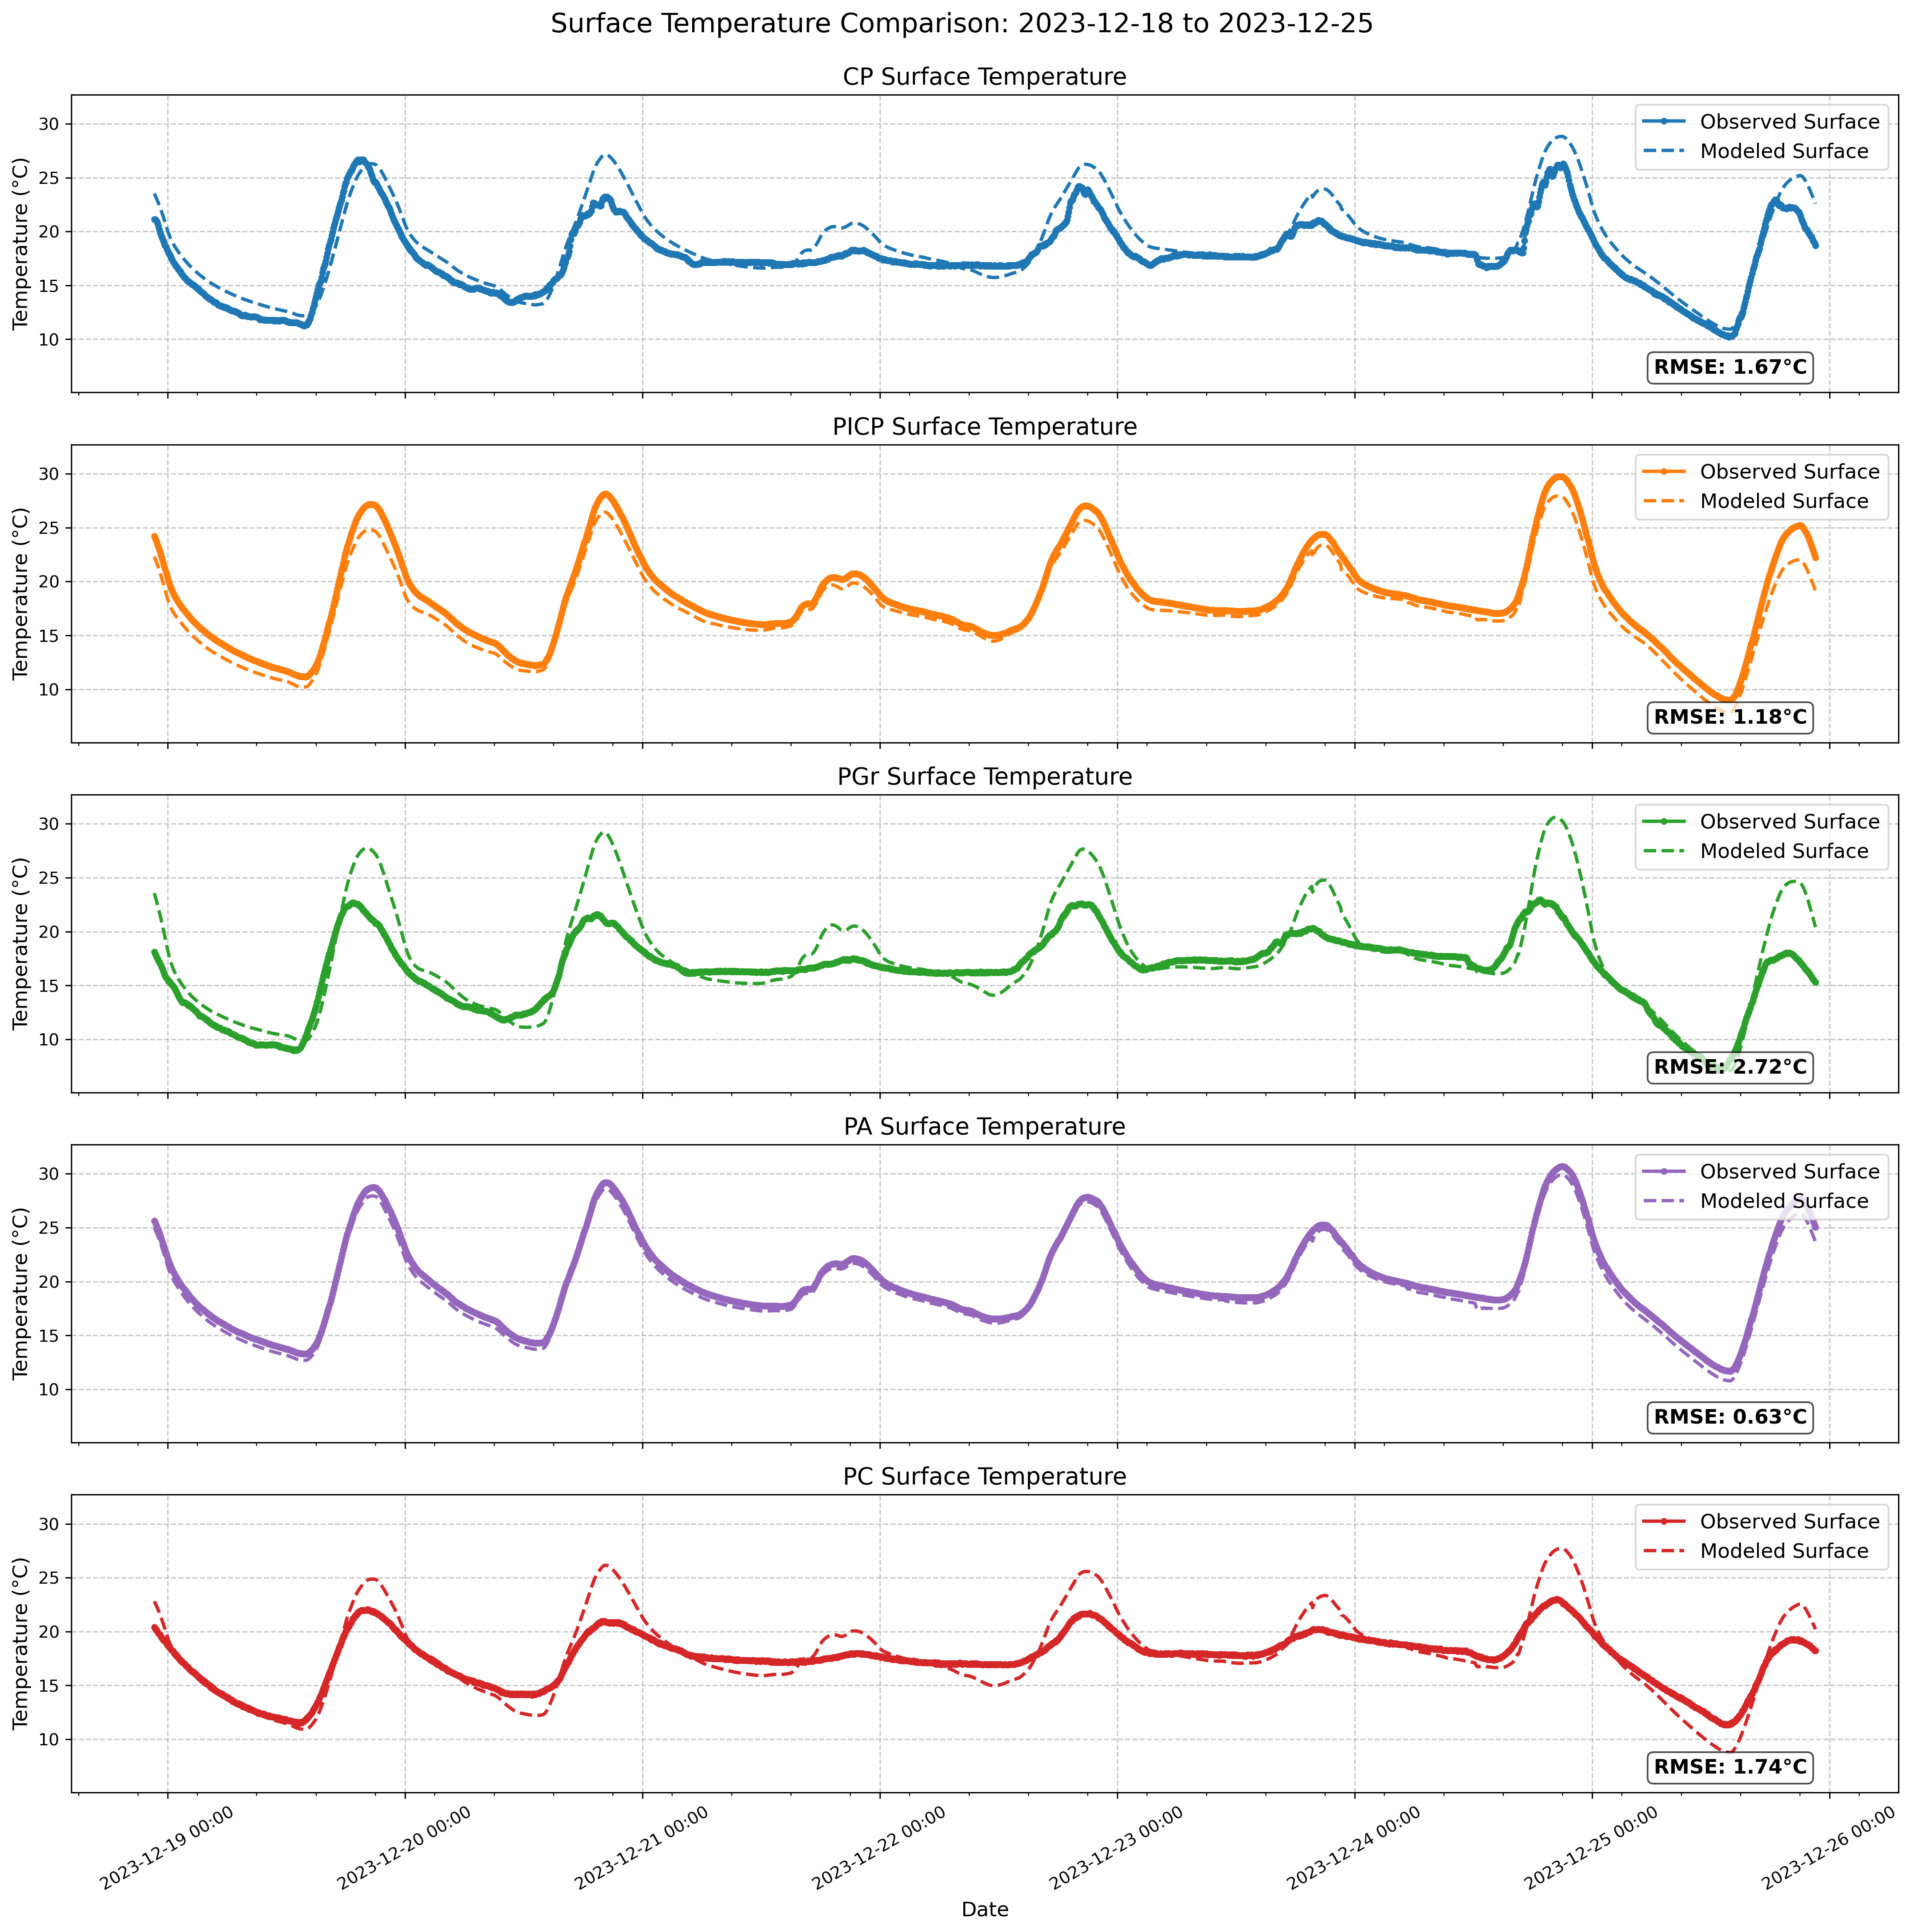 Surface Temperature Comparison: 2023-12-18 to 2023-12-25
CP Surface Temperature
Temperature (°C)
30
25
20
15
10
Observed Surface
Modeled Surface
RMSE: 1.67°C
PICP Surface Temperature
Temperature (°C)
30
25
20
15
10
Observed Surface
Modeled Surface
RMSE: 1.18°C
PGr Surface Temperature
Temperature (°C)
30
25
20
15
10
Observed Surface
Modeled Surface
RMSE: 2.72°C
PA Surface Temperature
Temperature (°C)
30
25
20
15
10
Observed Surface
Modeled Surface
RMSE: 0.63°C
PC Surface Temperature
Temperature (°C)
30
25
20
15
10
Observed Surface
Modeled Surface
RMSE: 1.74°C
2023-12-19 00:00
2023-12-20 00:00
2023-12-21 00:00
2023-12-22 00:00
2023-12-23 00:00
2023-12-24 00:00
2023-12-25 00:00
2023-12-26 00:00
Date